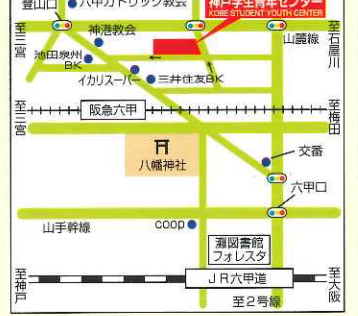 登山口
六甲カトリック教会
神戸学生青年センター
KOBE STUDENT YOUTH CENTER
至三宮
神港教会
山麓線
至石屋川
池田泉州
BK
イカリスーパー
三井住友BK
至三宮
阪急六甲
至梅田
八幡神社
交番
六甲口
山手幹線
coop
灘図書館
フォレスタ
至神戸
JR六甲道
至大阪
至2号線